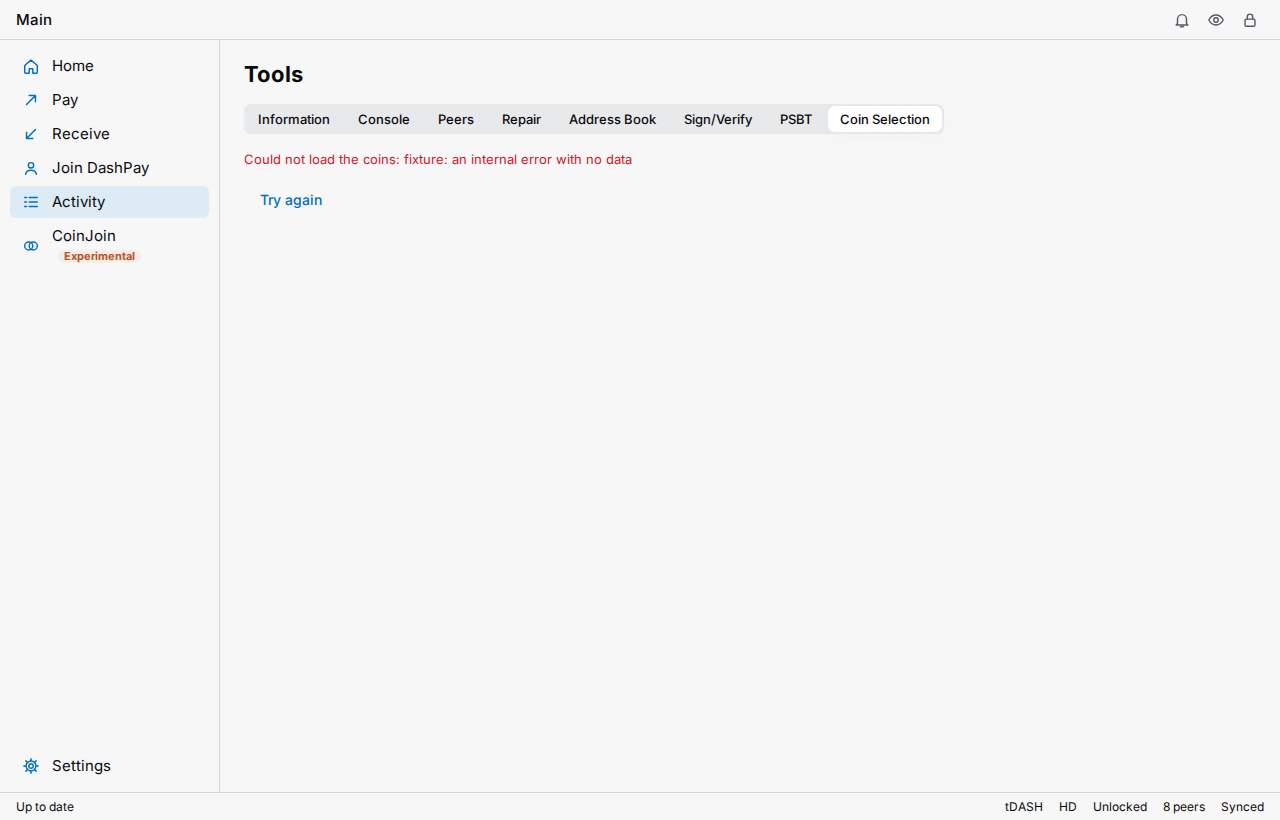 Main
Home
Pay
Receive
Join DashPay
Activity
CoinJoin
Experimental
Settings
Tools
Information Console Peers Repair Address Book Sign/Verify PSBT Coin Selection
Could not load the coins: fixture: an internal error with no data
Try again
Up to date tDASH HD Unlocked 8 peers Synced